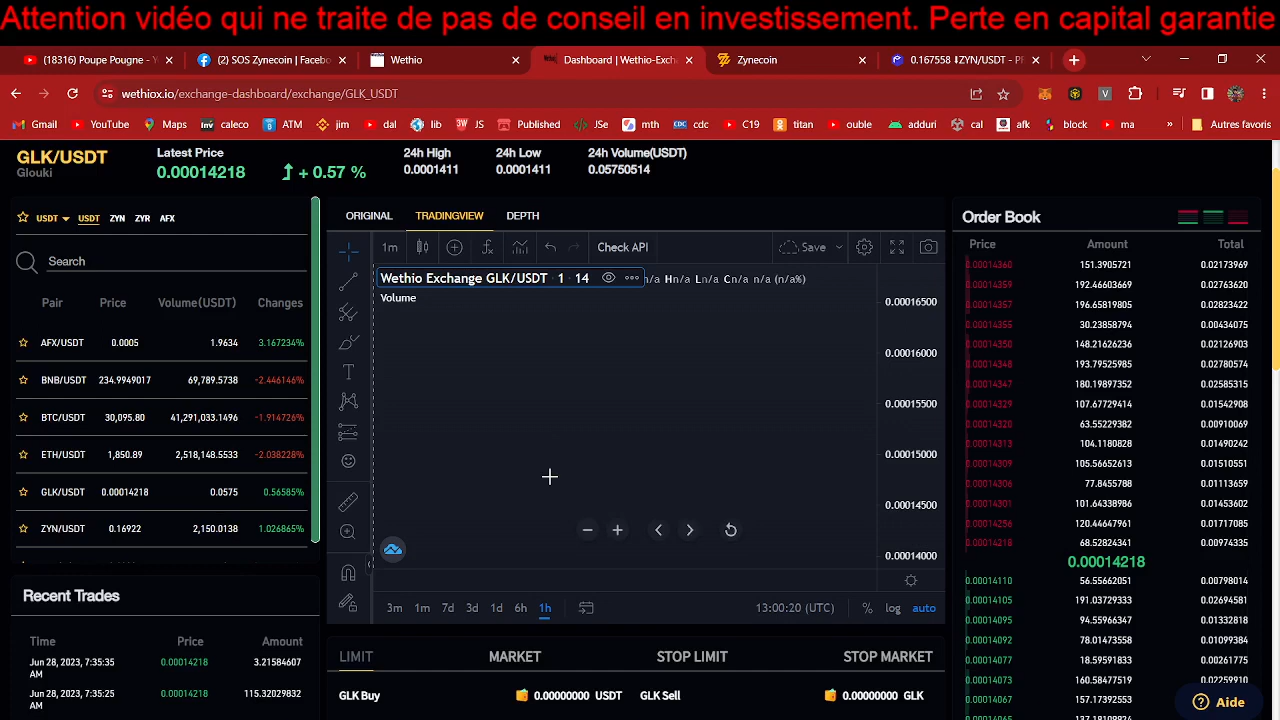 Attention vidéo qui ne traite de pas de conseil en investissement. Perte en capital garantie
(18316) Poupe Pougne - Y
(2) SOS Zynecoin | Facebo
Wethio
Dashboard | Wethio-Exch
Zynecoin
0.167558 ⬇ZYN/USDT - PR
wethiox.io/exchange-dashboard/exchange/GLK_USDT
Gmail YouTube Maps caleco ATM jim dal lib JS Published JSe mth cdc C19 titan ouble adduri cal afk block ma » Autres favoris
GLK/USDT
Glouki
Latest Price
0.00014218
+ 0.57 %
24h High
0.0001411
24h Low
0.0001411
24h Volume(USDT)
0.05750514
USDT USDT ZYN ZYR AFX
Search
Pair Price Volume(USDT) Changes
AFX/USDT 0.0005 1.9634 3.167234%
BNB/USDT 234.9949017 69,789.5738 -2.446146%
BTC/USDT 30,095.80 41,291,033.1496 -1.914726%
ETH/USDT 1,850.89 2,518,148.5533 -2.038228%
GLK/USDT 0.00014218 0.0575 0.56585%
ZYN/USDT 0.16922 2,150.0138 1.026865%
Recent Trades
Time Price Amount
Jun 28, 2023, 7:35:35 AM 0.00014218 3.21584607
Jun 28, 2023, 7:35:25 AM 0.00014218 115.32029832
ORIGINAL TRADINGVIEW DEPTH
1m Check API Save
Wethio Exchange GLK/USDT · 1 · 14 n/a Hn/a Ln/a Cn/a n/a (n/a%)
Volume
0.00016500
0.00016000
0.00015500
0.00015000
0.00014500
0.00014000
3m 1m 7d 3d 1d 6h 1h 13:00:20 (UTC) % log auto
LIMIT MARKET STOP LIMIT STOP MARKET
GLK Buy 0.00000000 USDT GLK Sell 0.00000000 GLK
Order Book
Price Amount Total
0.00014360 151.3905721 0.02173969
0.00014359 192.46603669 0.02763620
0.00014357 196.65819805 0.02823422
0.00014355 30.23858794 0.00434075
0.00014350 148.21626236 0.02126903
0.00014348 193.79525985 0.02780574
0.00014347 180.19897352 0.02585315
0.00014329 107.67729414 0.01542908
0.00014320 63.55229382 0.00910069
0.00014313 104.1180828 0.01490242
0.00014309 105.56652613 0.01510551
0.00014306 77.8455788 0.01113659
0.00014301 101.64338986 0.01453602
0.00014256 120.44647961 0.01717085
0.00014218 68.52824341 0.00974335
0.00014218
0.00014110 56.55662051 0.00798014
0.00014105 191.03729333 0.02694581
0.00014095 94.55966347 0.01332818
0.00014092 78.01473558 0.01099384
0.00014077 18.59591833 0.00261775
0.00014073 160.58477519 0.02259910
0.00014067 157.17392553
Aide